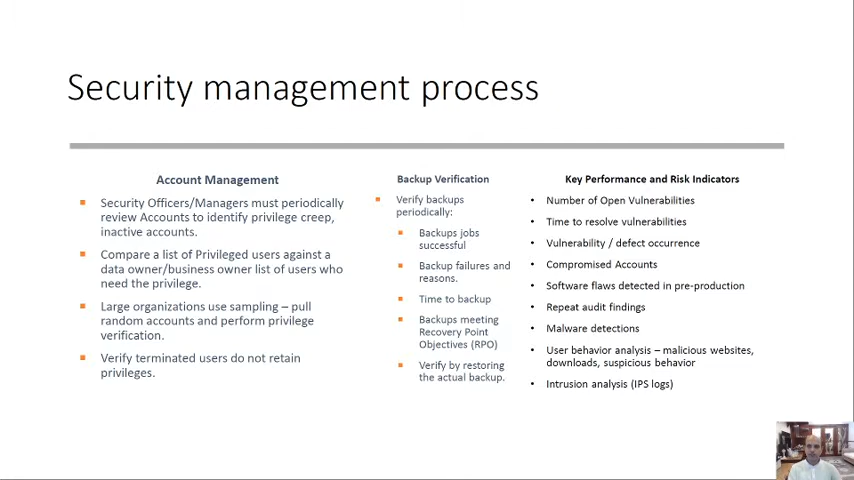 Security management process
Account Management
Security Officers/Managers must periodically
review Accounts to identify privilege creep,
inactive accounts.
Compare a list of Privileged users against a
data owner/business owner list of users who
need the privilege.
Large organizations use sampling – pull
random accounts and perform privilege
verification.
Verify terminated users do not retain
privileges.
Backup Verification
Verify backups
periodically:
Backups jobs
successful
Backup failures and
reasons.
Time to backup
Backups meeting
Recovery Point
Objectives (RPO)
Verify by restoring
the actual backup.
Key Performance and Risk Indicators
Number of Open Vulnerabilities
Time to resolve vulnerabilities
Vulnerability / defect occurrence
Compromised Accounts
Software flaws detected in pre-production
Repeat audit findings
Malware detections
User behavior analysis – malicious websites,
downloads, suspicious behavior
Intrusion analysis (IPS logs)